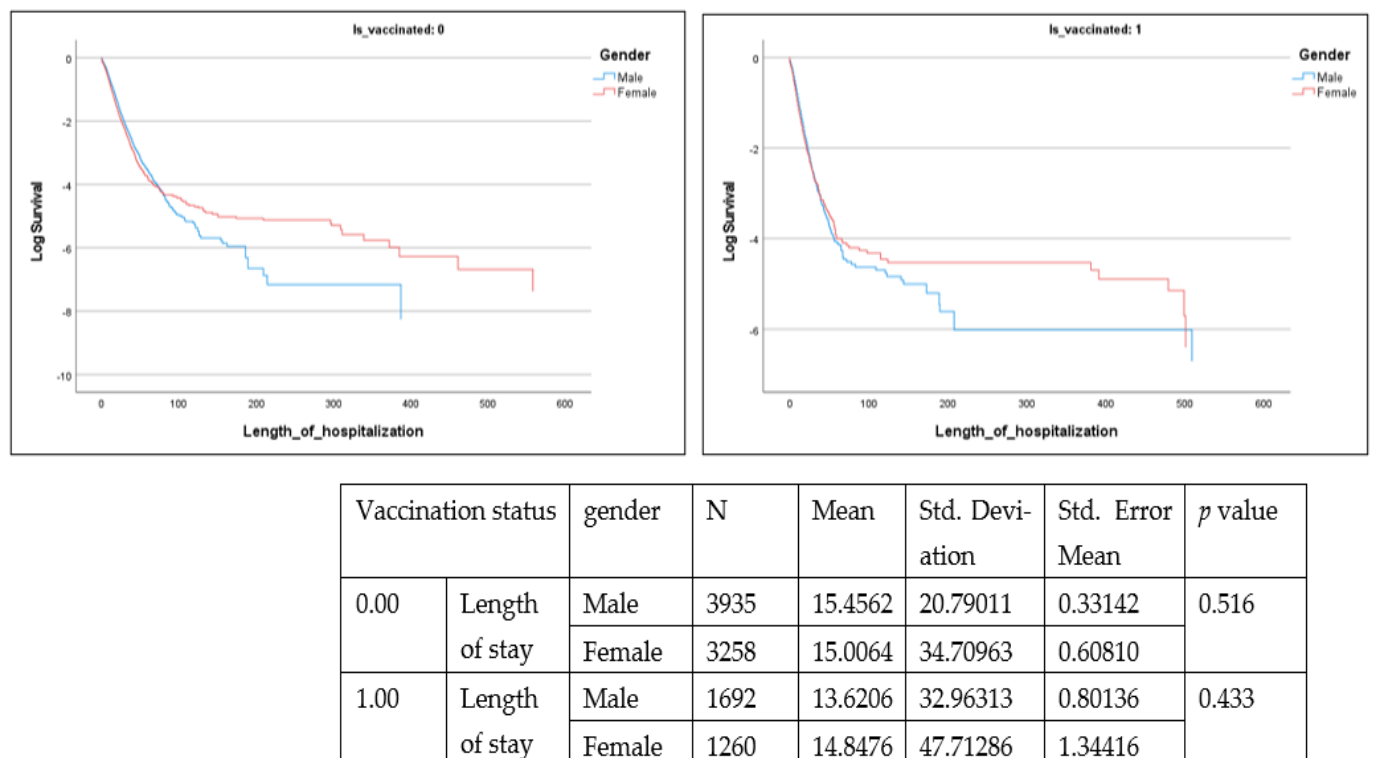 Is_vaccinated: 0
Gender
Male
Female
0
-2
-4
-6
-8
-10
Log Survival
0 100 200 300 400 500 600
Length_of_hospitalization
Is_vaccinated: 1
Gender
Male
Female
0
-2
-4
-6
Log Survival
0 100 200 300 400 500 600
Length_of_hospitalization
Vaccination status gender N Mean Std. Devi- Std. Error p value
ation Mean
0.00 Length Male 3935 15.4562 20.79011 0.33142 0.516
of stay Female 3258 15.0064 34.70963 0.60810
1.00 Length Male 1692 13.6206 32.96313 0.80136 0.433
of stay Female 1260 14.8476 47.71286 1.34416